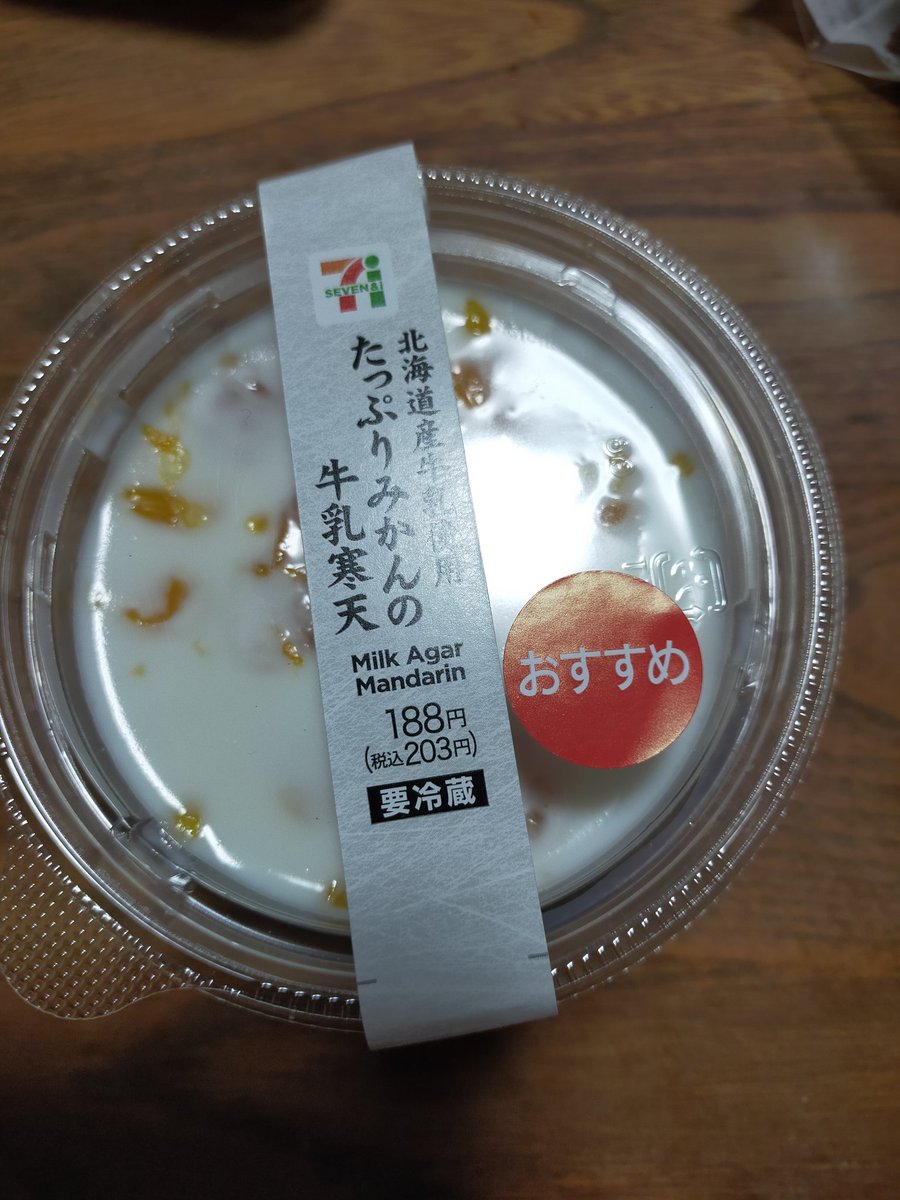 SEVEN&i
北海道産牛乳使用
たっぷりみかんの
牛乳寒天
Milk Agar
Mandarin
188円
(税込203円)
要冷蔵
おすすめ